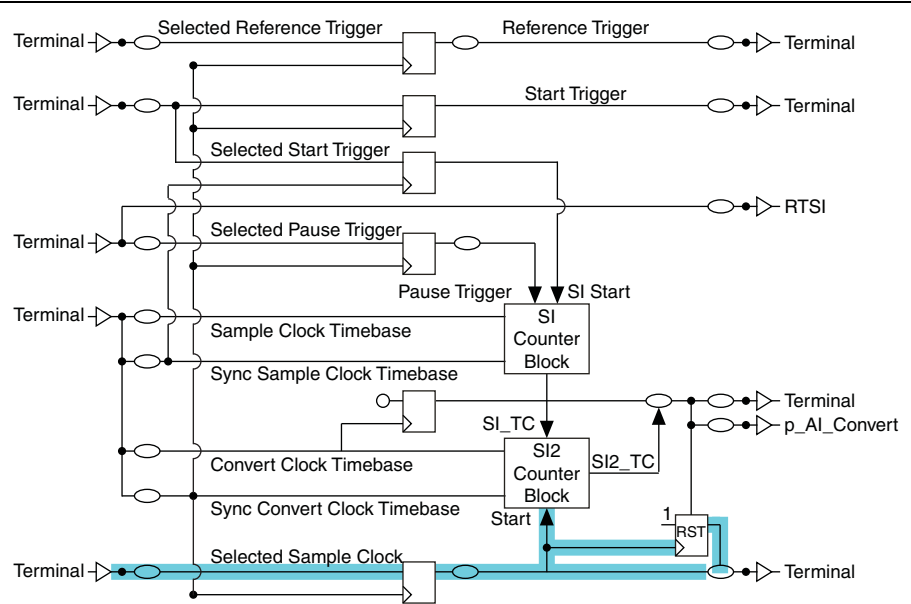 Selected Reference Trigger
Reference Trigger
Terminal
Terminal
Start Trigger
Terminal
Terminal
Selected Start Trigger
RTSI
Selected Pause Trigger
Terminal
Pause Trigger
SI Start
Terminal
SI
Counter
Block
Sample Clock Timebase
Sync Sample Clock Timebase
Terminal
SI_TC
p_AI_Convert
SI2
Counter
Block
SI2_TC
Convert Clock Timebase
Sync Convert Clock Timebase
Start
1
RST
Selected Sample Clock
Terminal
Terminal